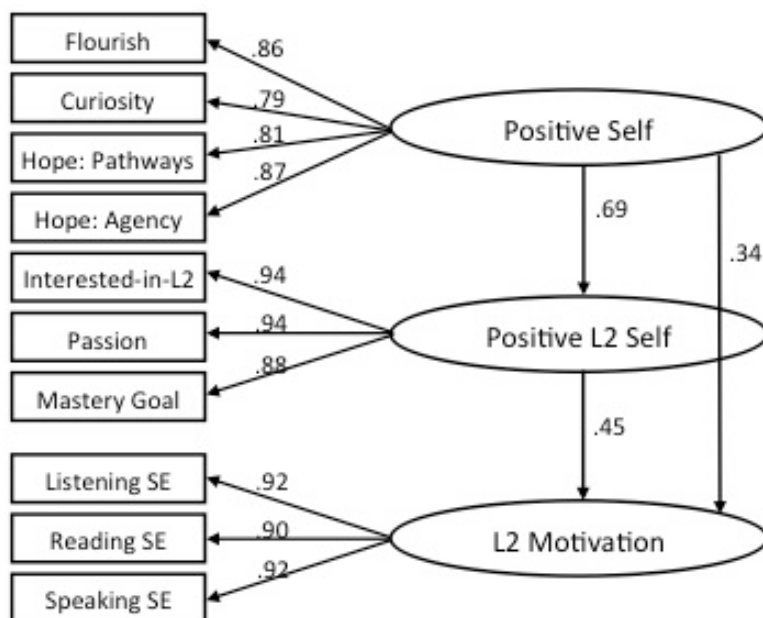 Flourish
.86
Curiosity
.79
Positive Self
Hope: Pathways
.81
Hope: Agency
.87
.69
.34
Interested-in-L2
.94
Passion
.94
Positive L2 Self
Mastery Goal
.88
.45
Listening SE
.92
Reading SE
.90
L2 Motivation
Speaking SE
.92